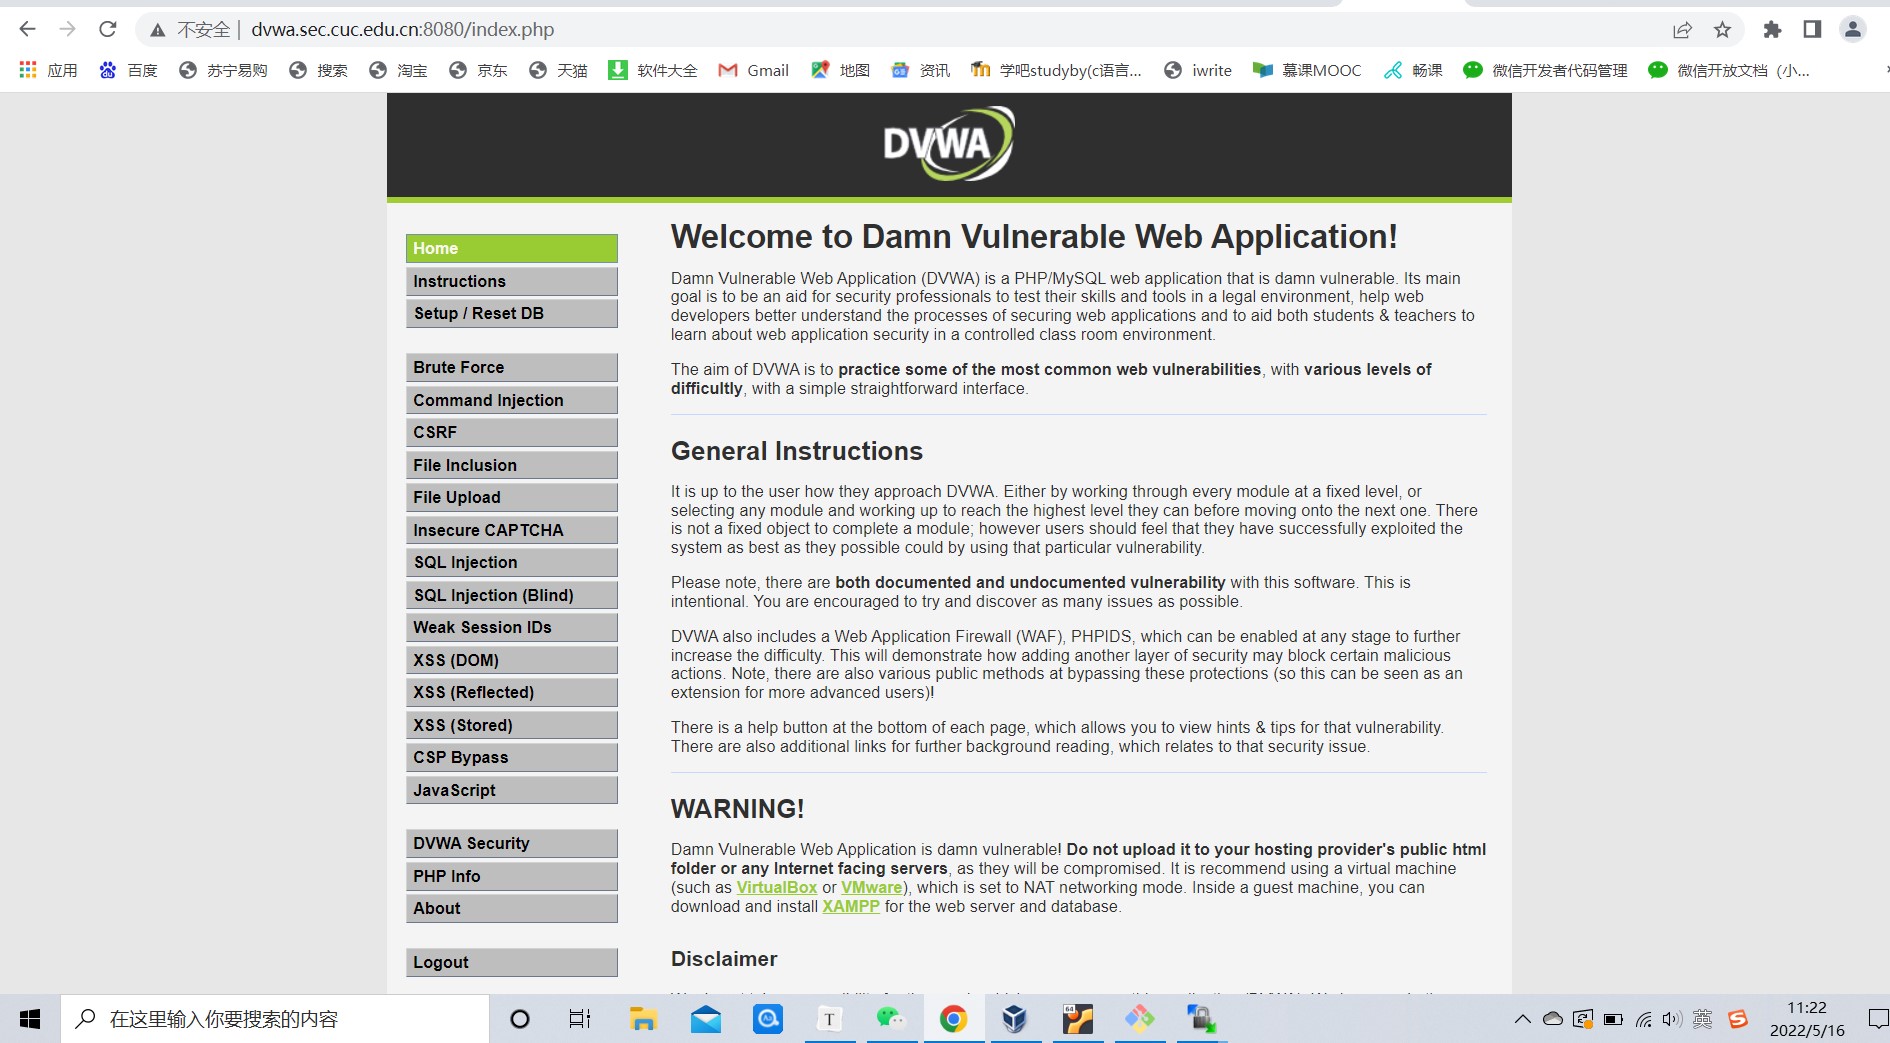 不安全 | dvwa.sec.cuc.edu.cn:8080/index.php
应用 百度 苏宁易购 搜索 淘宝 京东 天猫 软件大全 Gmail 地图 资讯 学吧studyby(c语言... iwrite 慕课MOOC 畅课 微信开发者代码管理 微信开放文档（小...
DVWA
Home
Instructions
Setup / Reset DB
Brute Force
Command Injection
CSRF
File Inclusion
File Upload
Insecure CAPTCHA
SQL Injection
SQL Injection (Blind)
Weak Session IDs
XSS (DOM)
XSS (Reflected)
XSS (Stored)
CSP Bypass
JavaScript
DVWA Security
PHP Info
About
Logout
Welcome to Damn Vulnerable Web Application!
Damn Vulnerable Web Application (DVWA) is a PHP/MySQL web application that is damn vulnerable. Its main
goal is to be an aid for security professionals to test their skills and tools in a legal environment, help web
developers better understand the processes of securing web applications and to aid both students & teachers to
learn about web application security in a controlled class room environment.
The aim of DVWA is to practice some of the most common web vulnerabilities, with various levels of
difficultly, with a simple straightforward interface.
General Instructions
It is up to the user how they approach DVWA. Either by working through every module at a fixed level, or
selecting any module and working up to reach the highest level they can before moving onto the next one. There
is not a fixed object to complete a module; however users should feel that they have successfully exploited the
system as best as they possible could by using that particular vulnerability.
Please note, there are both documented and undocumented vulnerability with this software. This is
intentional. You are encouraged to try and discover as many issues as possible.
DVWA also includes a Web Application Firewall (WAF), PHPIDS, which can be enabled at any stage to further
increase the difficulty. This will demonstrate how adding another layer of security may block certain malicious
actions. Note, there are also various public methods at bypassing these protections (so this can be seen as an
extension for more advanced users)!
There is a help button at the bottom of each page, which allows you to view hints & tips for that vulnerability.
There are also additional links for further background reading, which relates to that security issue.
WARNING!
Damn Vulnerable Web Application is damn vulnerable! Do not upload it to your hosting provider's public html
folder or any Internet facing servers, as they will be compromised. It is recommend using a virtual machine
(such as VirtualBox or VMware), which is set to NAT networking mode. Inside a guest machine, you can
download and install XAMPP for the web server and database.
Disclaimer
在这里输入你要搜索的内容
T
64
英
11:22
2022/5/16